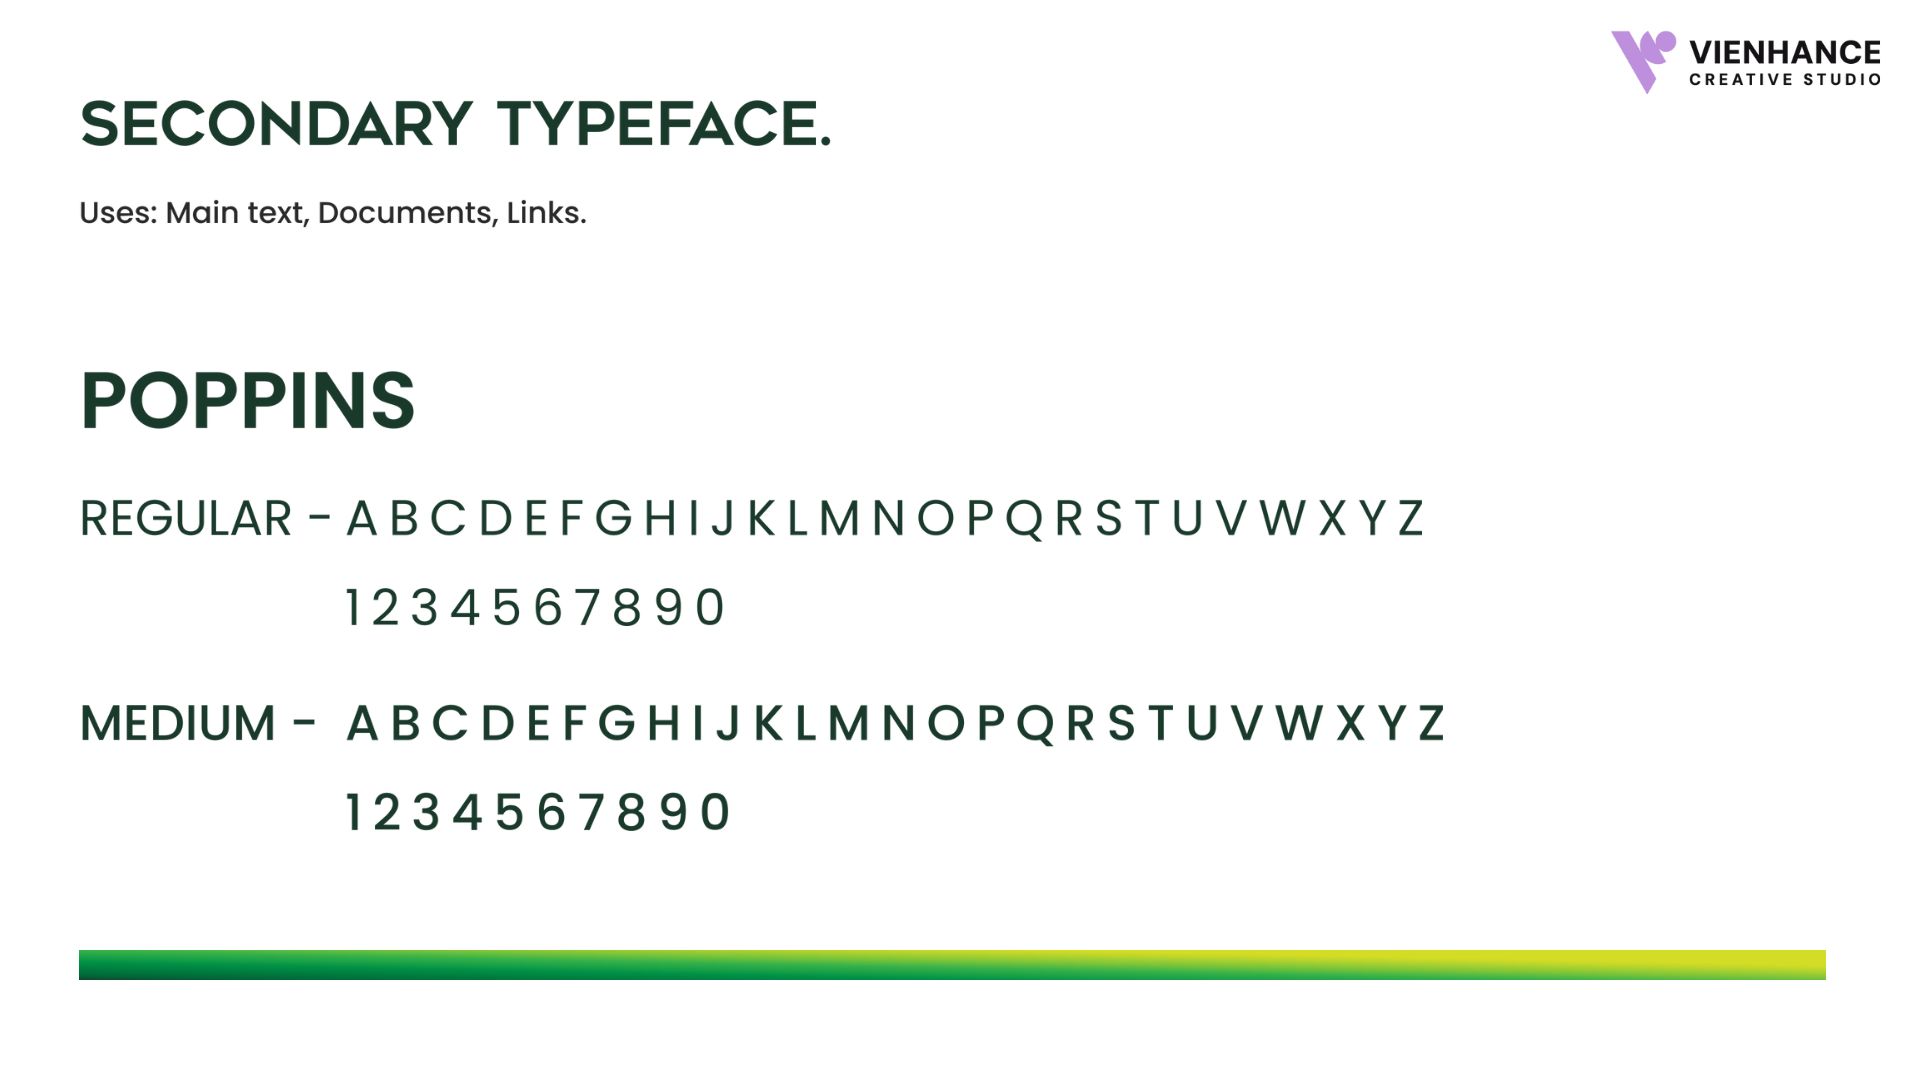 VIENHANCE
CREATIVE STUDIO
SECONDARY TYPEFACE.
Uses: Main text, Documents, Links.
POPPINS
REGULAR - A B C D E F G H I J K L M N O P Q R S T U V W X Y Z
1 2 3 4 5 6 7 8 9 0
MEDIUM - A B C D E F G H I J K L M N O P Q R S T U V W X Y Z
1 2 3 4 5 6 7 8 9 0